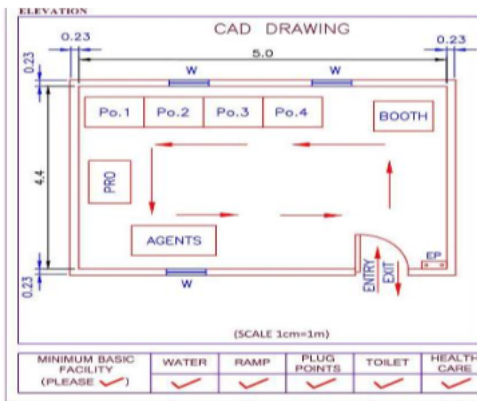 ELEVATION
CAD DRAWING
0.23
5.0
0.23
0.23
W
W
Po.1
Po.2
Po.3
Po.4
BOOTH
4.4
PRO
AGENTS
EP
ENTRY
EXIT
0.23
W
(SCALE 1cm=1m)
MINIMUM BASIC
FACILITY
(PLEASE ✓)
WATER
RAMP
PLUG
POINTS
TOILET
HEALTH
CARE